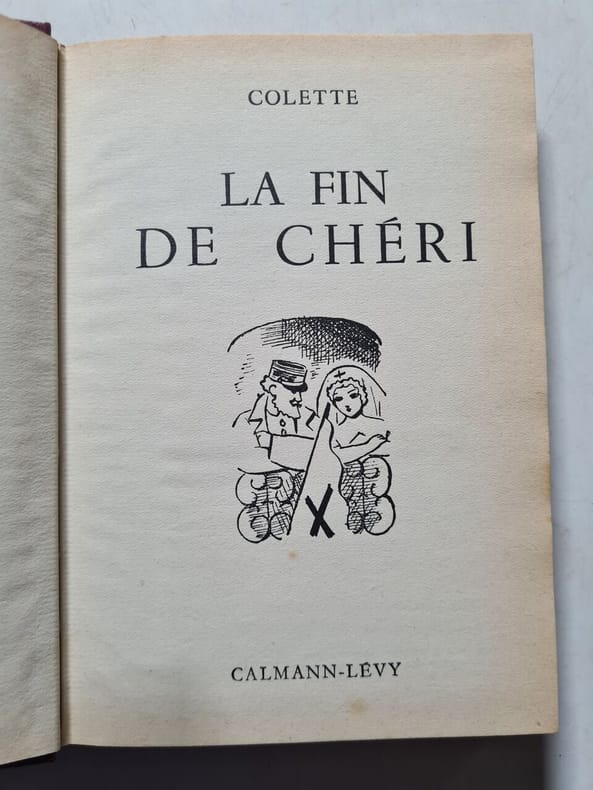 COLETTE
LA FIN
DE CHÉRI
CALMANN-LÉVY